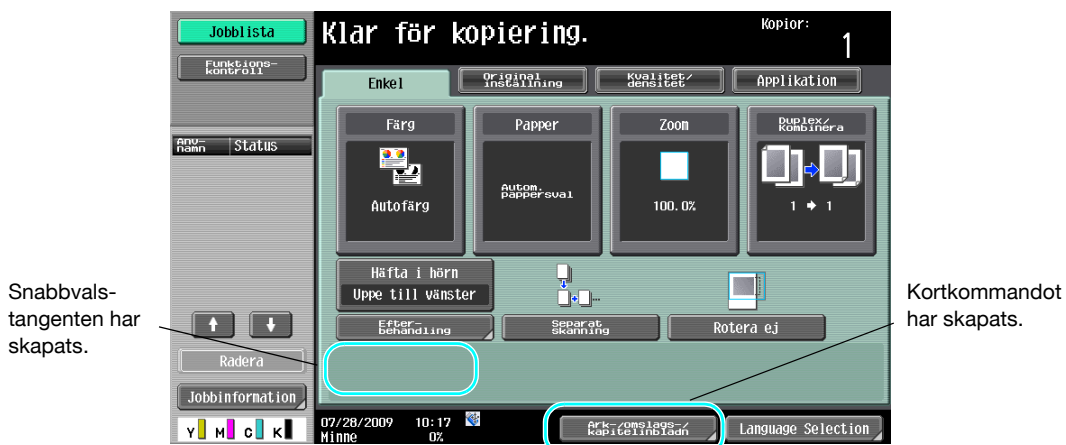 Jobblista
Funktions-
kontroll
Klar för kopiering.
Kopior:
1
Enkel
Original
inställning
Kvalitet/
densitet
Applikation
Färg
Papper
Zoom
Duplex/
Kombinera
Anv-
namn
Status
Autofärg
Autom.
pappersval
100.0%
1 → 1
Häfta i hörn
Uppe till vänster
Efter-
behandling
Separat
skanning
Rotera ej
Snabbvals-
tangenten har
skapats.
Kortkommandot
har skapats.
Radera
Jobbinformation
Y M C K
07/28/2009 10:17
Minne 0%
Ark-/omslags-/
kapitelinbladn
Language Selection